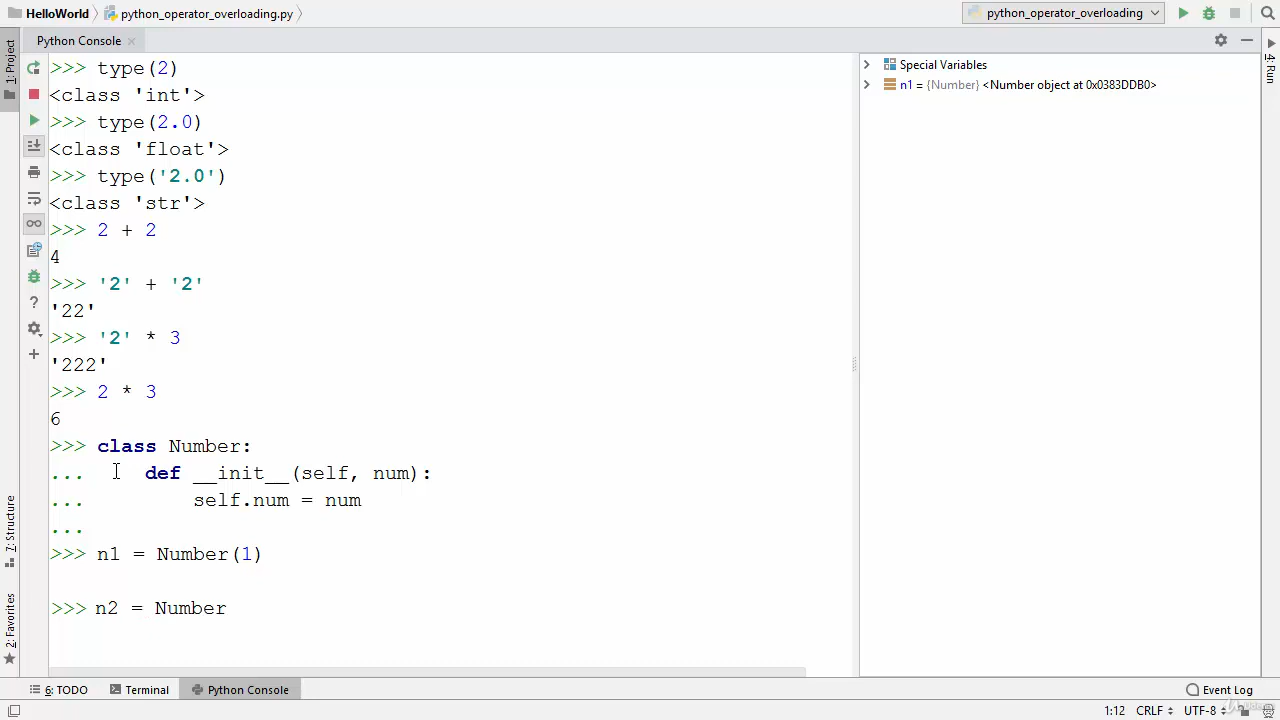 HelloWorld
python_operator_overloading.py
python_operator_overloading
Python Console
1: Project
4: Run
>>> type(2)
<class 'int'>
>>> type(2.0)
<class 'float'>
>>> type('2.0')
<class 'str'>
>>> 2 + 2
4
>>> '2' + '2'
'22'
>>> '2' * 3
'222'
>>> 2 * 3
6
>>> class Number:
... def __init__(self, num):
... self.num = num
...
>>> n1 = Number(1)
>>> n2 = Number
Special Variables
n1 = {Number} <Number object at 0x0383DDB0>
7: Structure
2: Favorites
6: TODO
Terminal
Python Console
Event Log
1:12 CRLF UTF-8